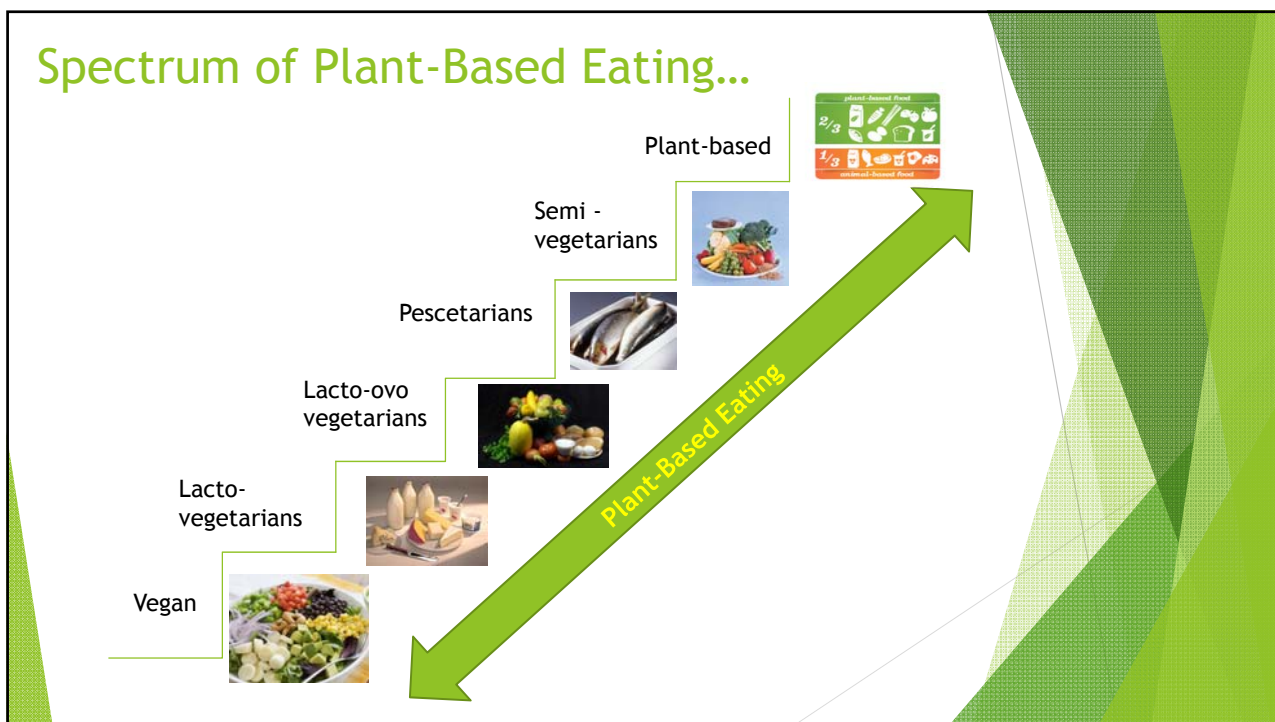 Spectrum of Plant-Based Eating…
plant-based food
2/3
Plant-based
1/3
animal-based food
Semi -
vegetarians
Pescetarians
Lacto-ovo
vegetarians
Plant-Based Eating
Lacto-
vegetarians
Vegan